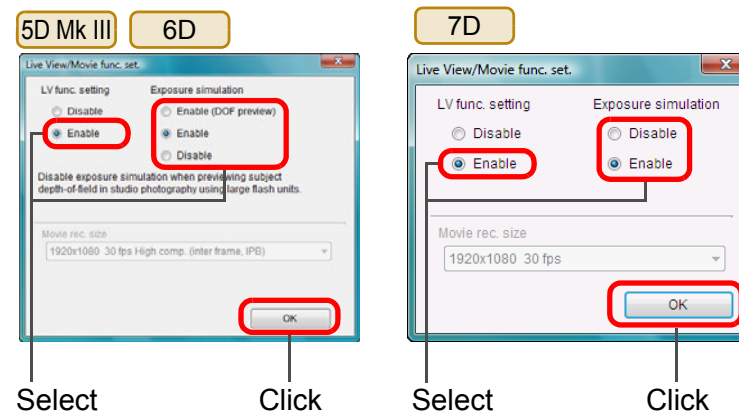 5D Mk III 6D
Live View/Movie func. set.
LV func. setting Exposure simulation
Disable Enable (DOF preview)
Enable Enable
Disable
Disable exposure simulation when previewing subject
depth-of-field in studio photography using large flash units.
Movie rec. size
1920x1080 30 fps High comp. (inter frame, IPB)
OK
Select Click
7D
Live View/Movie func. set.
LV func. setting Exposure simulation
Disable Disable
Enable Enable
Movie rec. size
1920x1080 30 fps
OK
Select Click